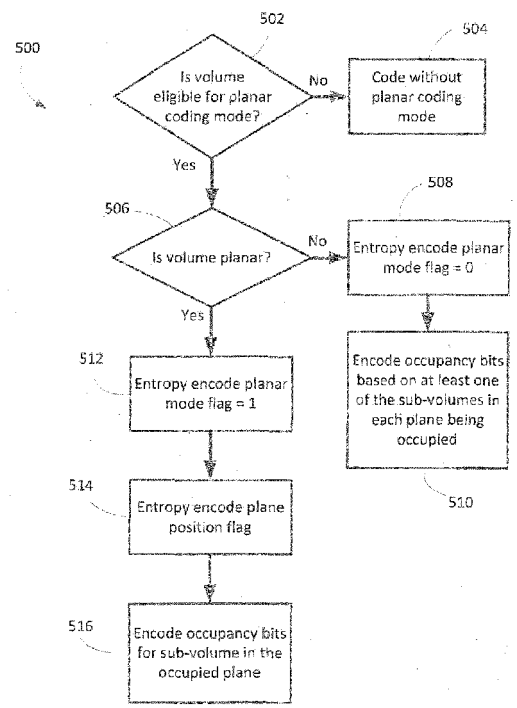 500
502
Is volume
eligible for planar
coding mode?
No
504
Code without
planar coding
mode
Yes
506
Is volume planar?
No
508
Entropy encode planar
mode flag = 0
Yes
512
Entropy encode planar
mode flag = 1
Encode occupancy bits
based on at least one
of the sub-volumes in
each plane being
occupied
510
514
Entropy encode plane
position flag
516
Encode occupancy bits
for sub-volume in the
occupied plane